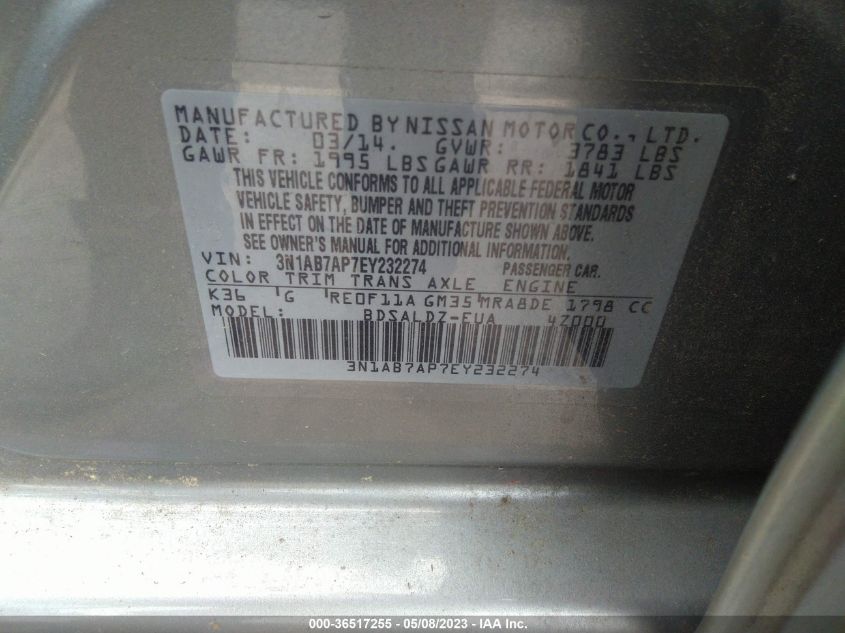 MANUFACTURED BY NISSAN MOTOR CO., LTD.
DATE: 03/14. GVWR: 3783 LBS
GAWR FR: 1995 LBS GAWR RR: 1841 LBS
THIS VEHICLE CONFORMS TO ALL APPLICABLE FEDERAL MOTOR
VEHICLE SAFETY, BUMPER AND THEFT PREVENTION STANDARDS
IN EFFECT ON THE DATE OF MANUFACTURE SHOWN ABOVE.
SEE OWNER'S MANUAL FOR ADDITIONAL INFORMATION.
VIN: 3N1AB7AP7EY232274 PASSENGER CAR.
COLOR TRIM TRANS AXLE ENGINE
K36 G RE0F11A GM35 MRA8DE 1798 CC
MODEL: BDSALDZ-EUA 4Z000
3N1AB7AP7EY232274
000-36517255 - 05/08/2023 - IAA Inc.